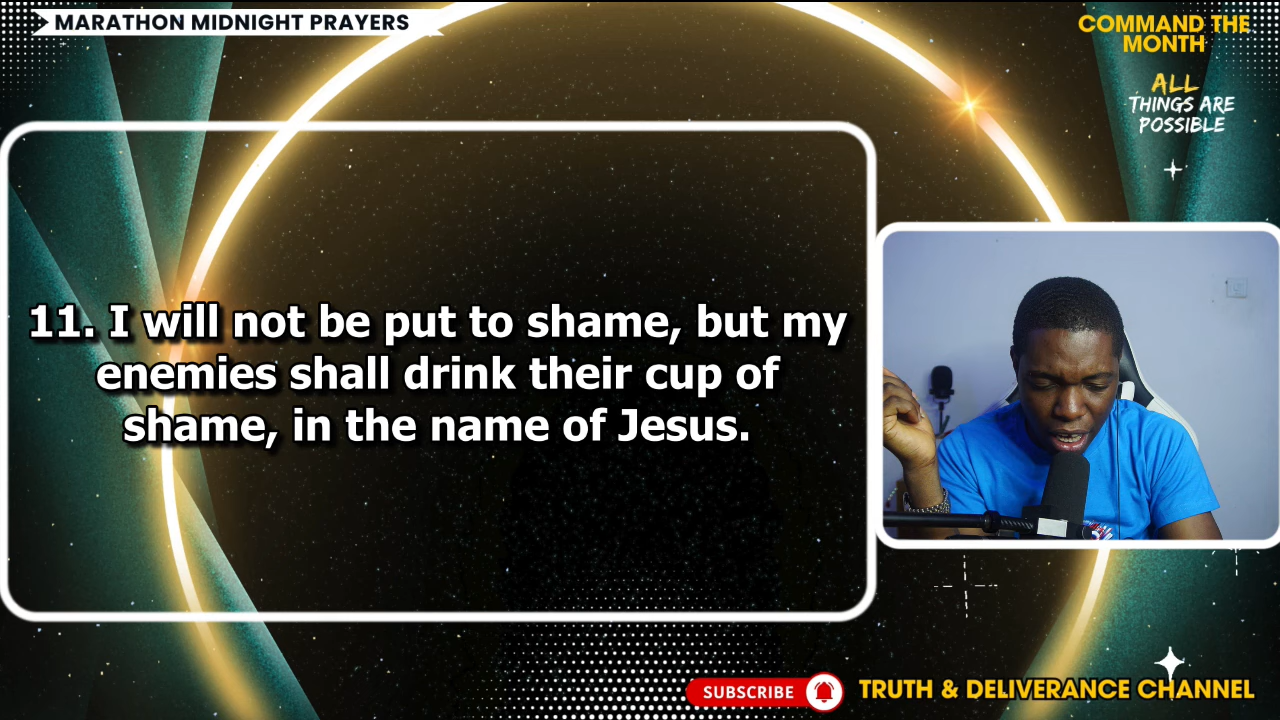 MARATHON MIDNIGHT PRAYERS
COMMAND THE
MONTH
ALL
THINGS ARE
POSSIBLE
11. I will not be put to shame, but my
enemies shall drink their cup of
shame, in the name of Jesus.
SUBSCRIBE
TRUTH & DELIVERANCE CHANNEL